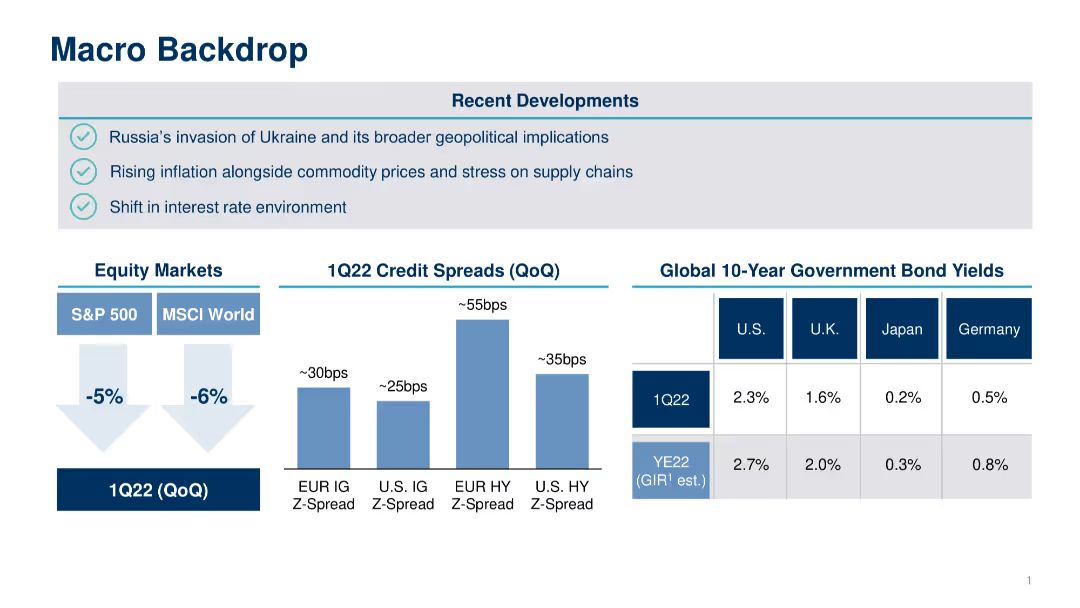 Macro Backdrop
Recent Developments
Russia's invasion of Ukraine and its broader geopolitical implications
Rising inflation alongside commodity prices and stress on supply chains
Shift in interest rate environment
Equity Markets
S&P 500 MSCI World
-5% -6%
1Q22 (QoQ)
1Q22 Credit Spreads (QoQ)
~30bps ~25bps ~55bps ~35bps
EUR IG U.S. IG EUR HY U.S. HY
Z-Spread Z-Spread Z-Spread Z-Spread
Global 10-Year Government Bond Yields
U.S. U.K. Japan Germany
1Q22 2.3% 1.6% 0.2% 0.5%
YE22
(GIR¹ est.) 2.7% 2.0% 0.3% 0.8%
1